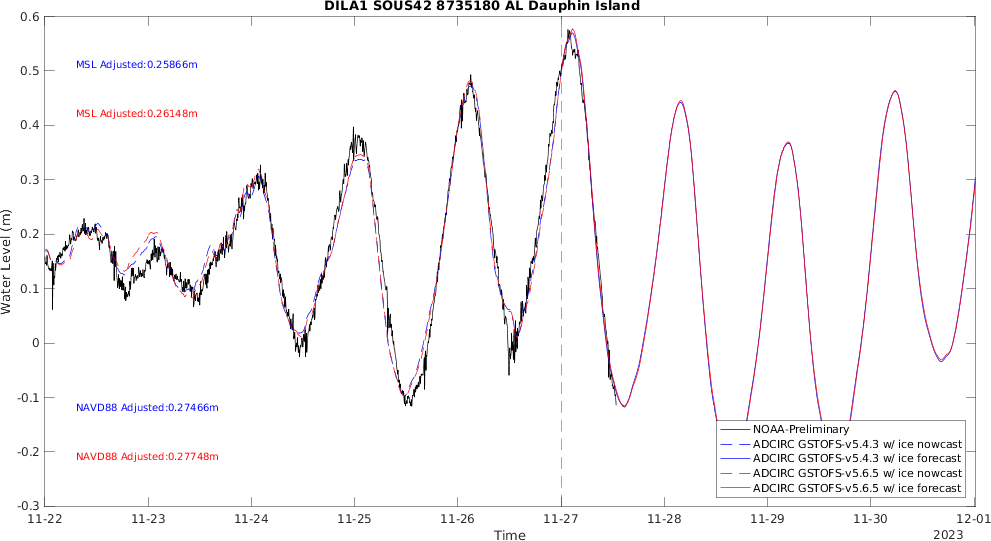 DILA1 SOUS42 8735180 AL Dauphin Island
0.6
0.5
0.4
0.3
0.2
0.1
0
-0.1
-0.2
-0.3
Water Level (m)
MSL Adjusted:0.25866m
MSL Adjusted:0.26148m
NAVD88 Adjusted:0.27466m
NAVD88 Adjusted:0.27748m
NOAA-Preliminary
ADCIRC GSTOFS-v5.4.3 w/ ice nowcast
ADCIRC GSTOFS-v5.4.3 w/ ice forecast
ADCIRC GSTOFS-v5.6.5 w/ ice nowcast
ADCIRC GSTOFS-v5.6.5 w/ ice forecast
11-22 11-23 11-24 11-25 11-26 11-27 11-28 11-29 11-30 12-01
Time
2023